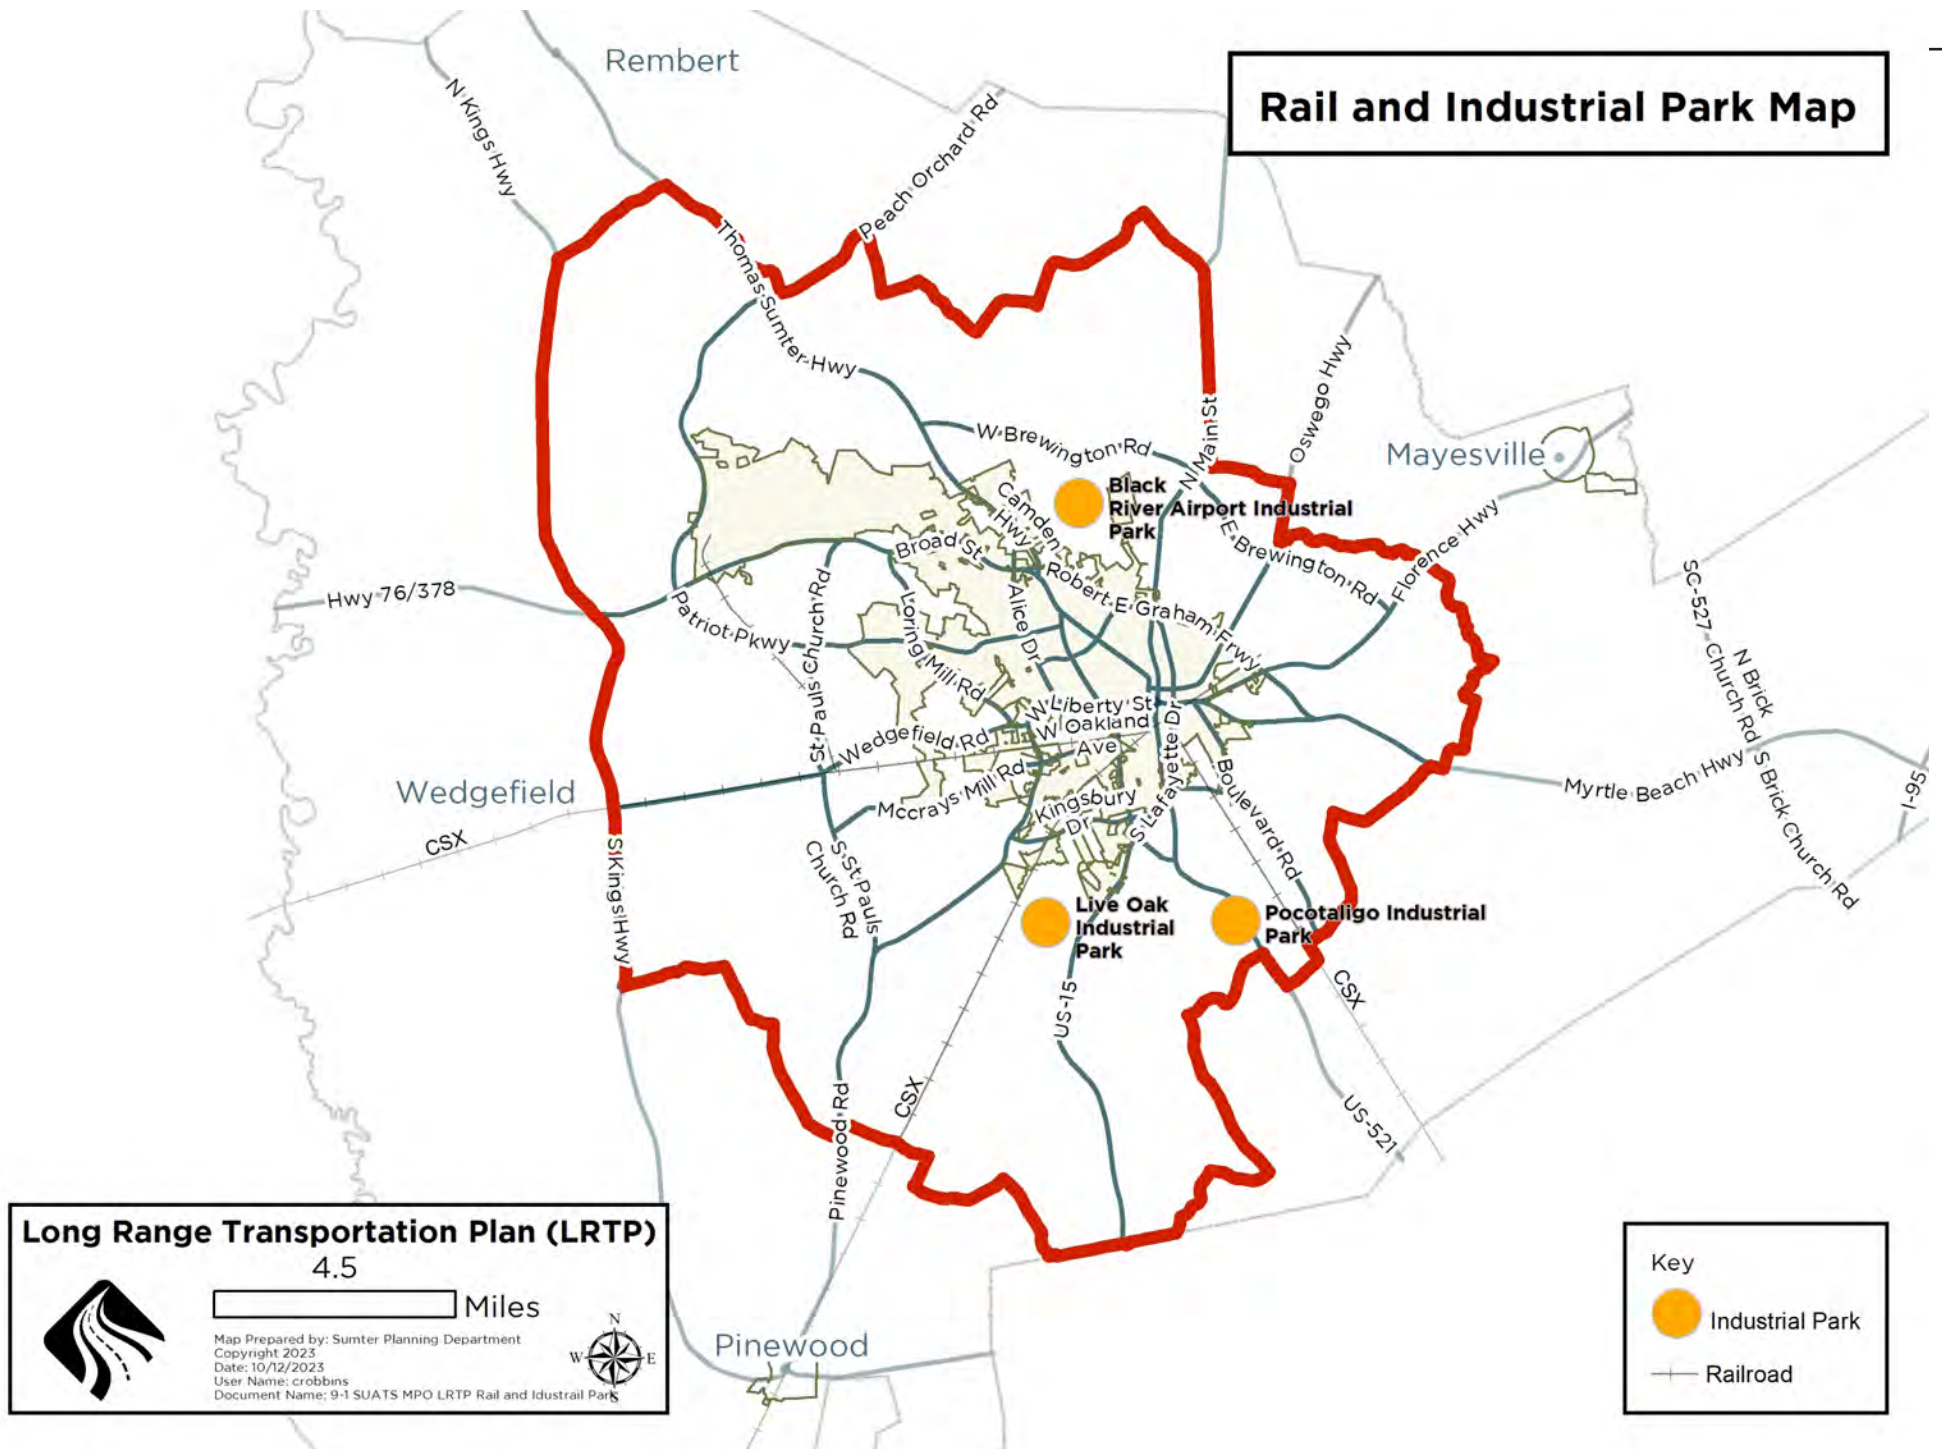 Rembert
Rail and Industrial Park Map
N Kings Hwy
Peach Orchard Rd
Thomas Sumter Hwy
Oswego Hwy
N Main St
W Brewington Rd
Mayesville
Black
River Airport Industrial
Park
Camden
Hwy
Broad St
E Brewington Rd
Florence Hwy
Hwy 76/378
Patriot Pkwy
St Pauls Church Rd
Loring Mill Rd
Alice Dr
Robert E Graham Frwy
SC-527
Church Rd
N Brick
W Liberty St
W Oakland
Ave
Wedgefield Rd
Wedgefield
Mccrays Mill Rd
Kingsbury
Dr
S Lafayette Dr
Boulevard Rd
Myrtle Beach Hwy
S Brick Church Rd
I-95
CSX
S Kings Hwy
S St Pauls
Church Rd
Live Oak
Industrial
Park
Pocotaligo Industrial
Park
CSX
US-15
CSX
US-521
Pinewood Rd
Pinewood
Long Range Transportation Plan (LRTP)
4.5
Miles
Map Prepared by: Sumter Planning Department
Copyright 2023
Date: 10/12/2023
User Name: crobbins
Document Name: 9-1 SUATS MPO LRTP Rail and Idustrail Park
N
W E
S
Key
Industrial Park
Railroad